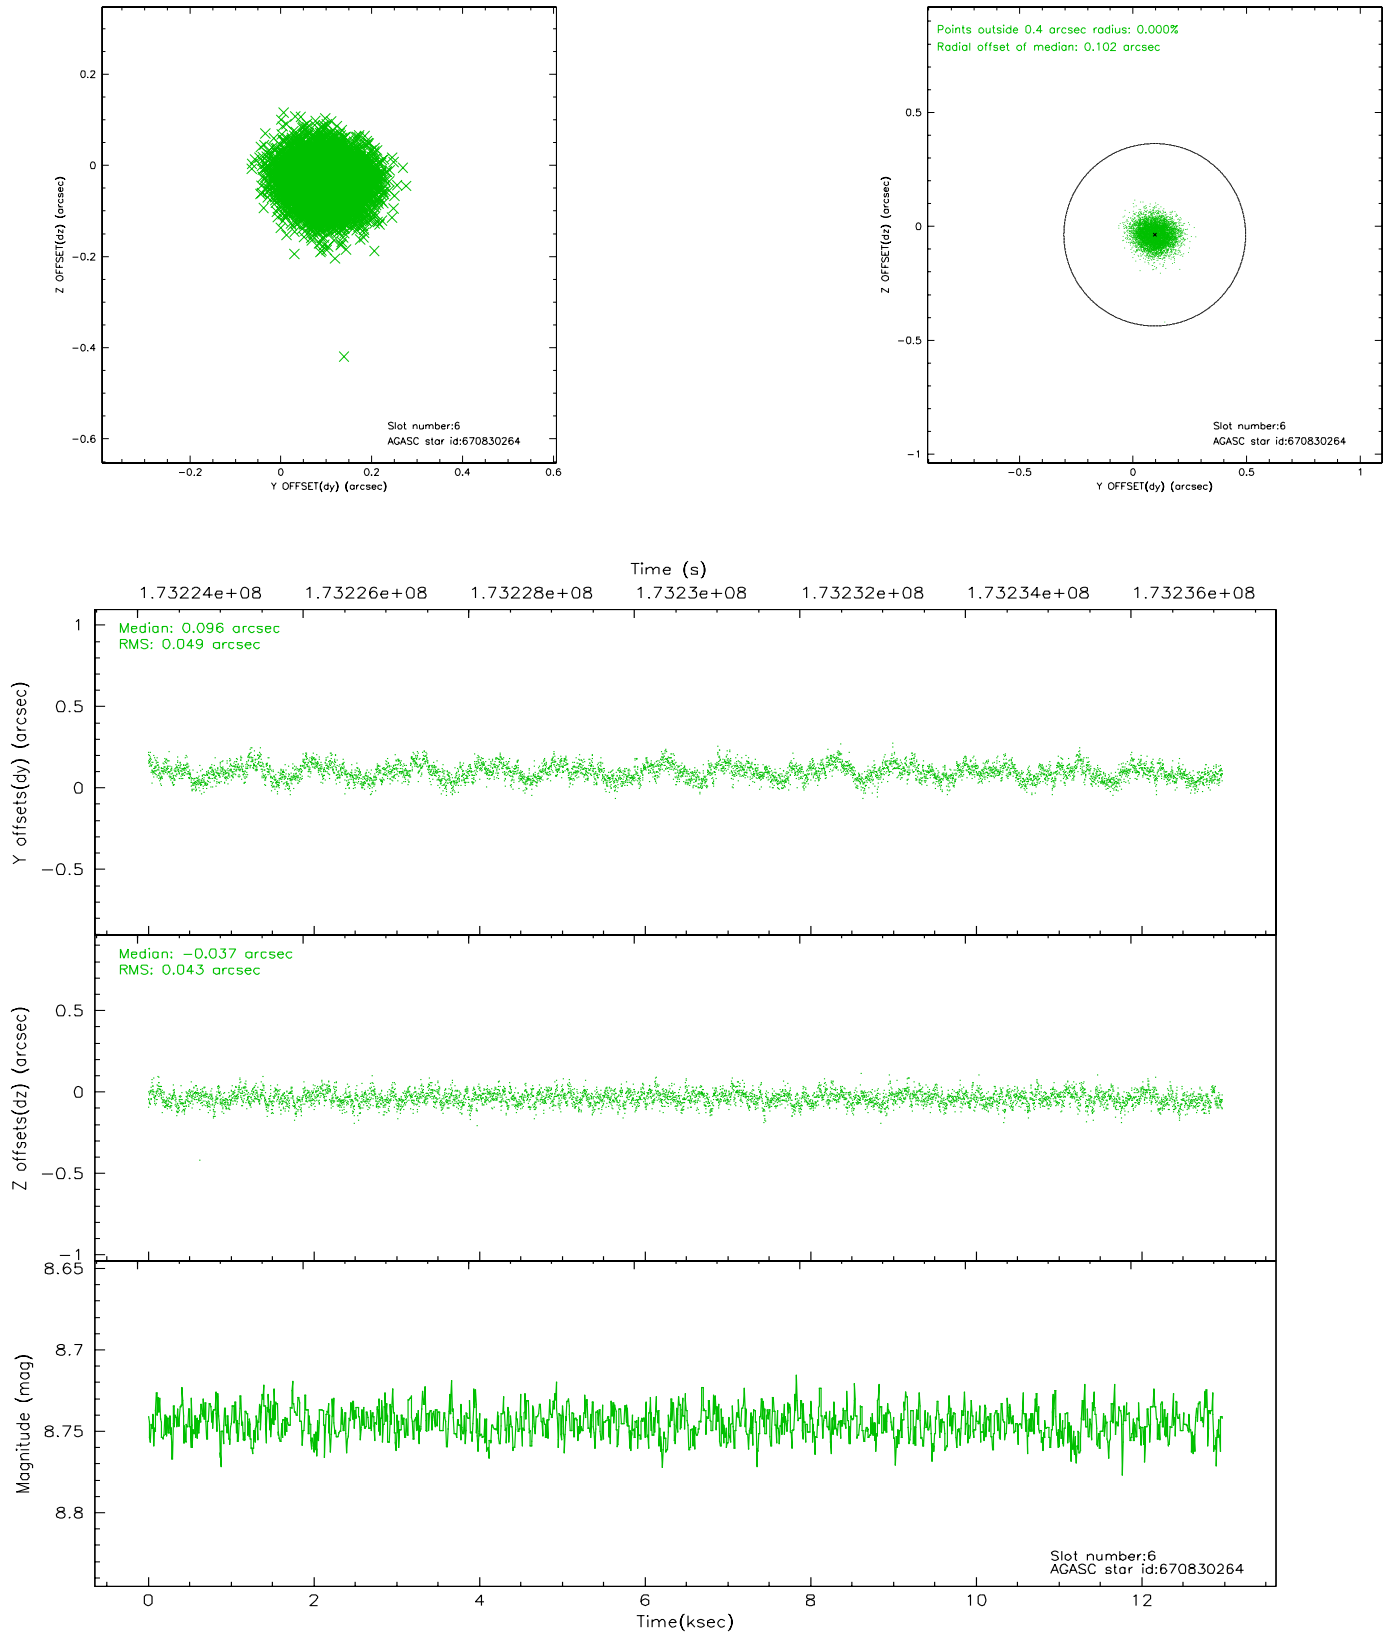 0.2
0
−0.2
−0.4
−0.6
Z OFFSET(dz) (arcsec)
−0.2
0
0.2
0.4
0.6
Y OFFSET(dy) (arcsec)
Slot number:6
AGASC star id:670830264
Points outside 0.4 arcsec radius: 0.000%
Radial offset of median: 0.102 arcsec
0.5
0
−0.5
−1
Z OFFSET(dz) (arcsec)
−0.5
0
0.5
1
Y OFFSET(dy) (arcsec)
Slot number:6
AGASC star id:670830264
Time (s)
1.73224e+08
1.73226e+08
1.73228e+08
1.7323e+08
1.73232e+08
1.73234e+08
1.73236e+08
Median: 0.096 arcsec
RMS: 0.049 arcsec
1
0.5
0
−0.5
Y offsets(dy) (arcsec)
Median: −0.037 arcsec
RMS: 0.043 arcsec
0.5
0
−0.5
−1
Z offsets(dz) (arcsec)
8.65
8.7
8.75
8.8
Magnitude (mag)
Slot number:6
AGASC star id:670830264
0
2
4
6
8
10
12
Time(ksec)